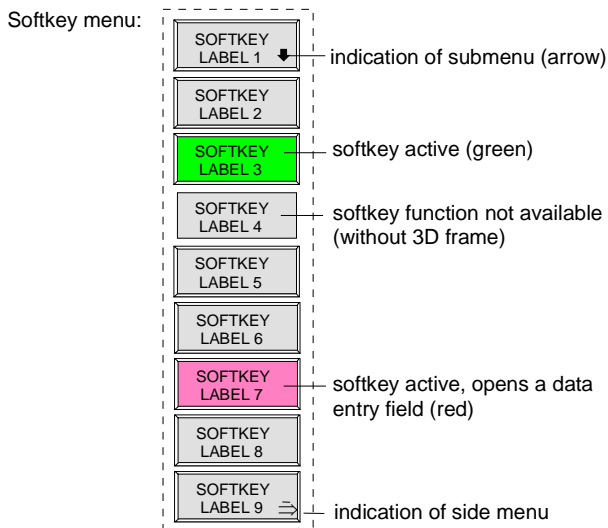 Softkey menu:
SOFTKEY
LABEL 1
indication of submenu (arrow)
SOFTKEY
LABEL 2
SOFTKEY
LABEL 3
softkey active (green)
SOFTKEY
LABEL 4
softkey function not available
(without 3D frame)
SOFTKEY
LABEL 5
SOFTKEY
LABEL 6
SOFTKEY
LABEL 7
softkey active, opens a data
entry field (red)
SOFTKEY
LABEL 8
SOFTKEY
LABEL 9
indication of side menu